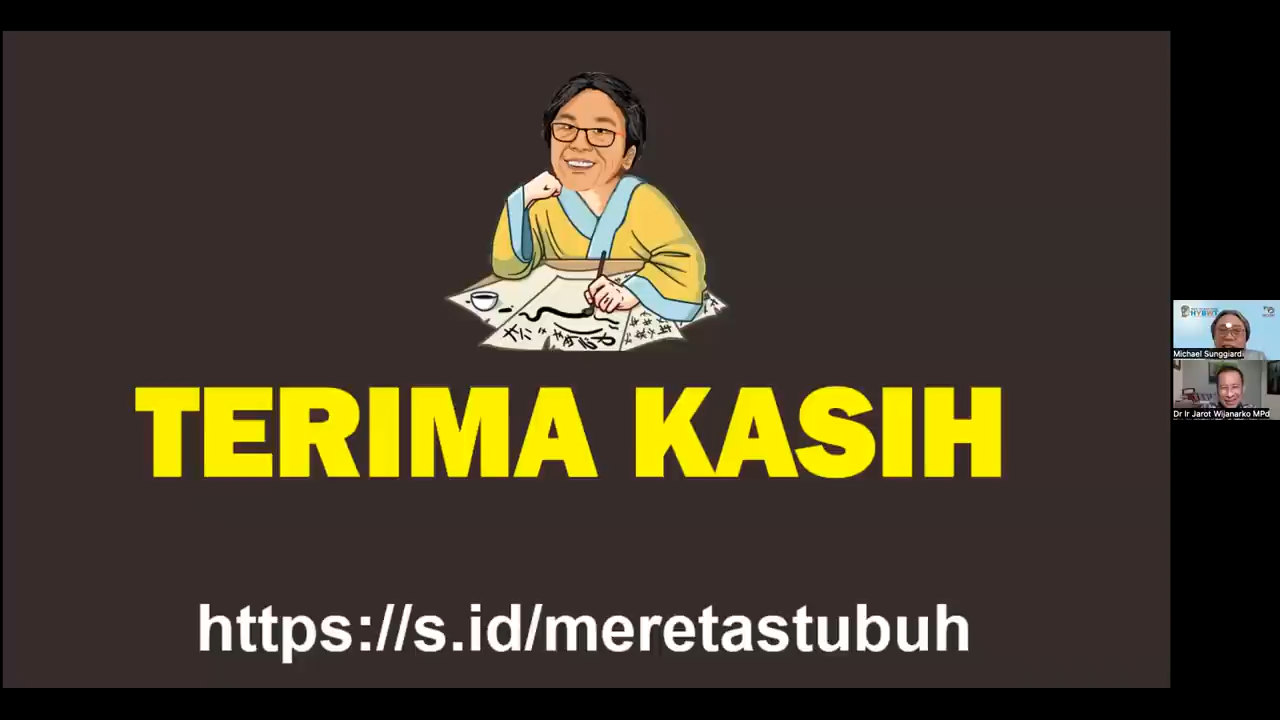 TERIMA KASIH
https://s.id/meretastubuh
Michael Sunggiardi
Dr Ir Jarot Wijanarko MPd